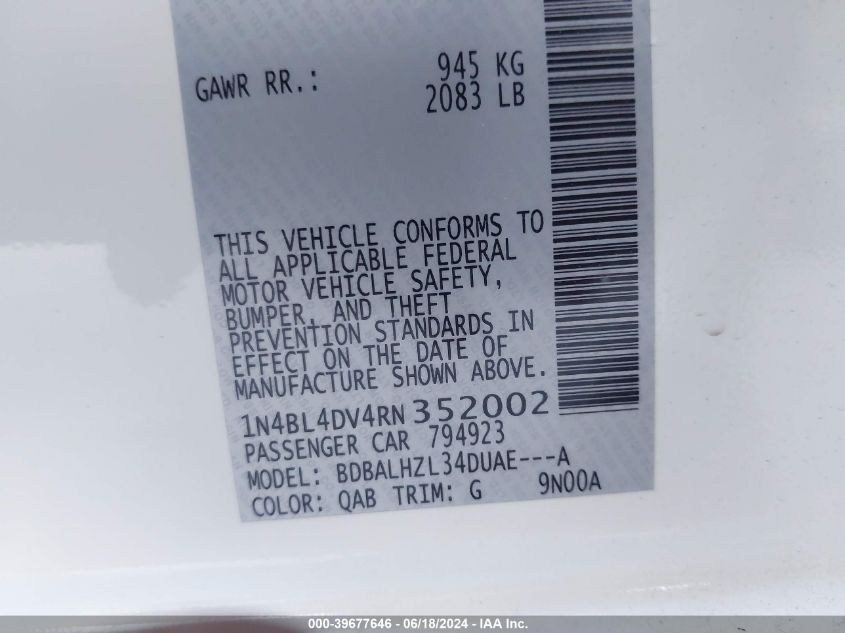 GAWR RR.: 945 KG
2083 LB
THIS VEHICLE CONFORMS TO
ALL APPLICABLE FEDERAL
MOTOR VEHICLE SAFETY,
BUMPER, AND THEFT
PREVENTION STANDARDS IN
EFFECT ON THE DATE OF
MANUFACTURE SHOWN ABOVE.
1N4BL4DV4RN352002
PASSENGER CAR 794923
MODEL: BDBALHZL34DUAE---A
COLOR: QAB TRIM: G 9N00A
000-39677646 - 06/18/2024 - IAA Inc.